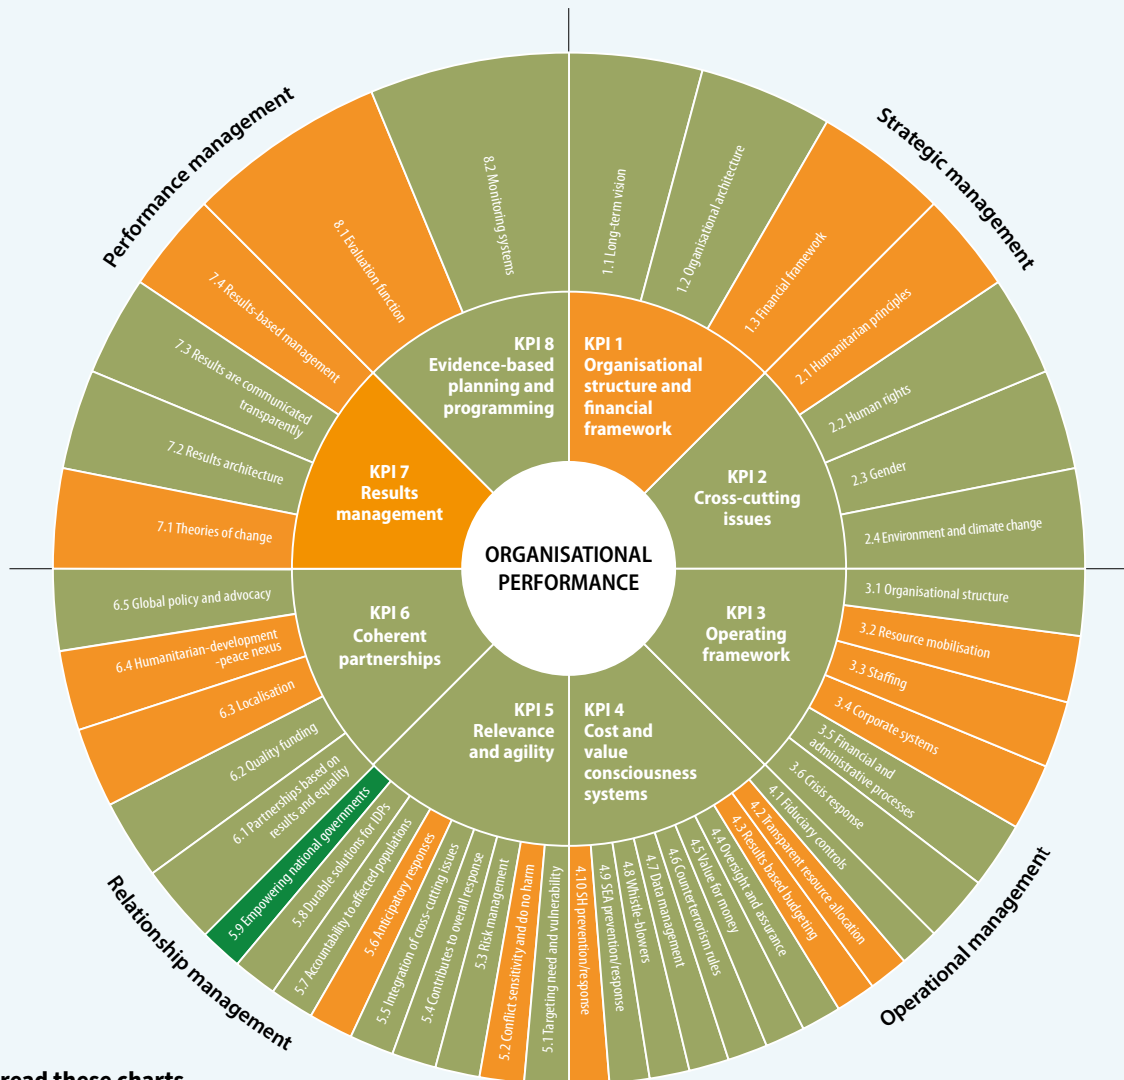 Performance management
Strategic management
8.2 Monitoring systems
1.1 Long-term vision
1.2 Organisational architecture
8.1 Evaluation function
1.3 Financial framework
7.4 Results-based management
2.1 Humanitarian principles
7.3 Results are communicated
transparently
2.2 Human rights
7.2 Results architecture
2.3 Gender
7.1 Theories of change
2.4 Environment and climate change
KPI 8
Evidence-based
planning and
programming
KPI 1
Organisational
structure and
financial
framework
KPI 7
Results
management
KPI 2
Cross-cutting
issues
ORGANISATIONAL
PERFORMANCE
KPI 6
Coherent
partnerships
KPI 3
Operating
framework
KPI 5
Relevance
and agility
KPI 4
Cost and
value
consciousness
systems
6.5 Global policy and advocacy
3.1 Organisational structure
6.4 Humanitarian-development
-peace nexus
3.2 Resource mobilisation
6.3 Localisation
3.3 Staffing
3.4 Corporate systems
6.2 Quality funding
3.5 Financial and
administrative processes
6.1 Partnerships based on
results and equality
3.6 Crisis response
5.9 Empowering national governments
5.8 Durable solutions for IDPs
5.7 Accountability to affected populations
5.6 Anticipatory responses
5.5 Integration of cross-cutting issues
5.4 Contributes to overall response
5.3 Risk management
5.2 Conflict sensitivity and do no harm
5.1 Targeting need and vulnerability
4.10 SH prevention/response
4.9 SEA prevention/response
4.8 Whistle-blowers
4.7 Data management
4.6 Counterterrorism rules
4.5 Value for money
4.4 Oversight and assurance
4.3 Results based budgeting
4.2 Transparent resource allocation
4.1 Fiduciary controls
Relationship management
Operational management
read these charts